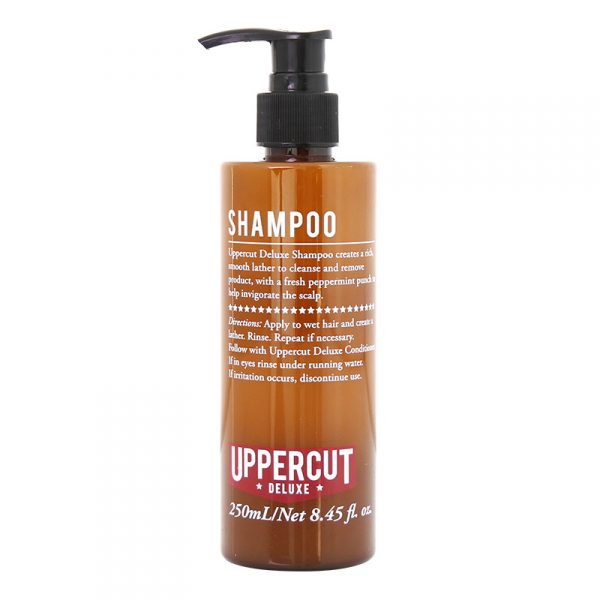 SHAMPOO
Uppercut Deluxe Shampoo creates a rich,
smooth lather to cleanse and remove
product, with a fresh peppermint punch to
help invigorate the scalp.
Directions: Apply to wet hair and create a
lather. Rinse. Repeat if necessary.
Follow with Uppercut Deluxe Conditioner.
If in eyes rinse under running water.
If irritation occurs, discontinue use.
UPPERCUT
★ DELUXE ★
250mL/Net 8.45 fl. oz.